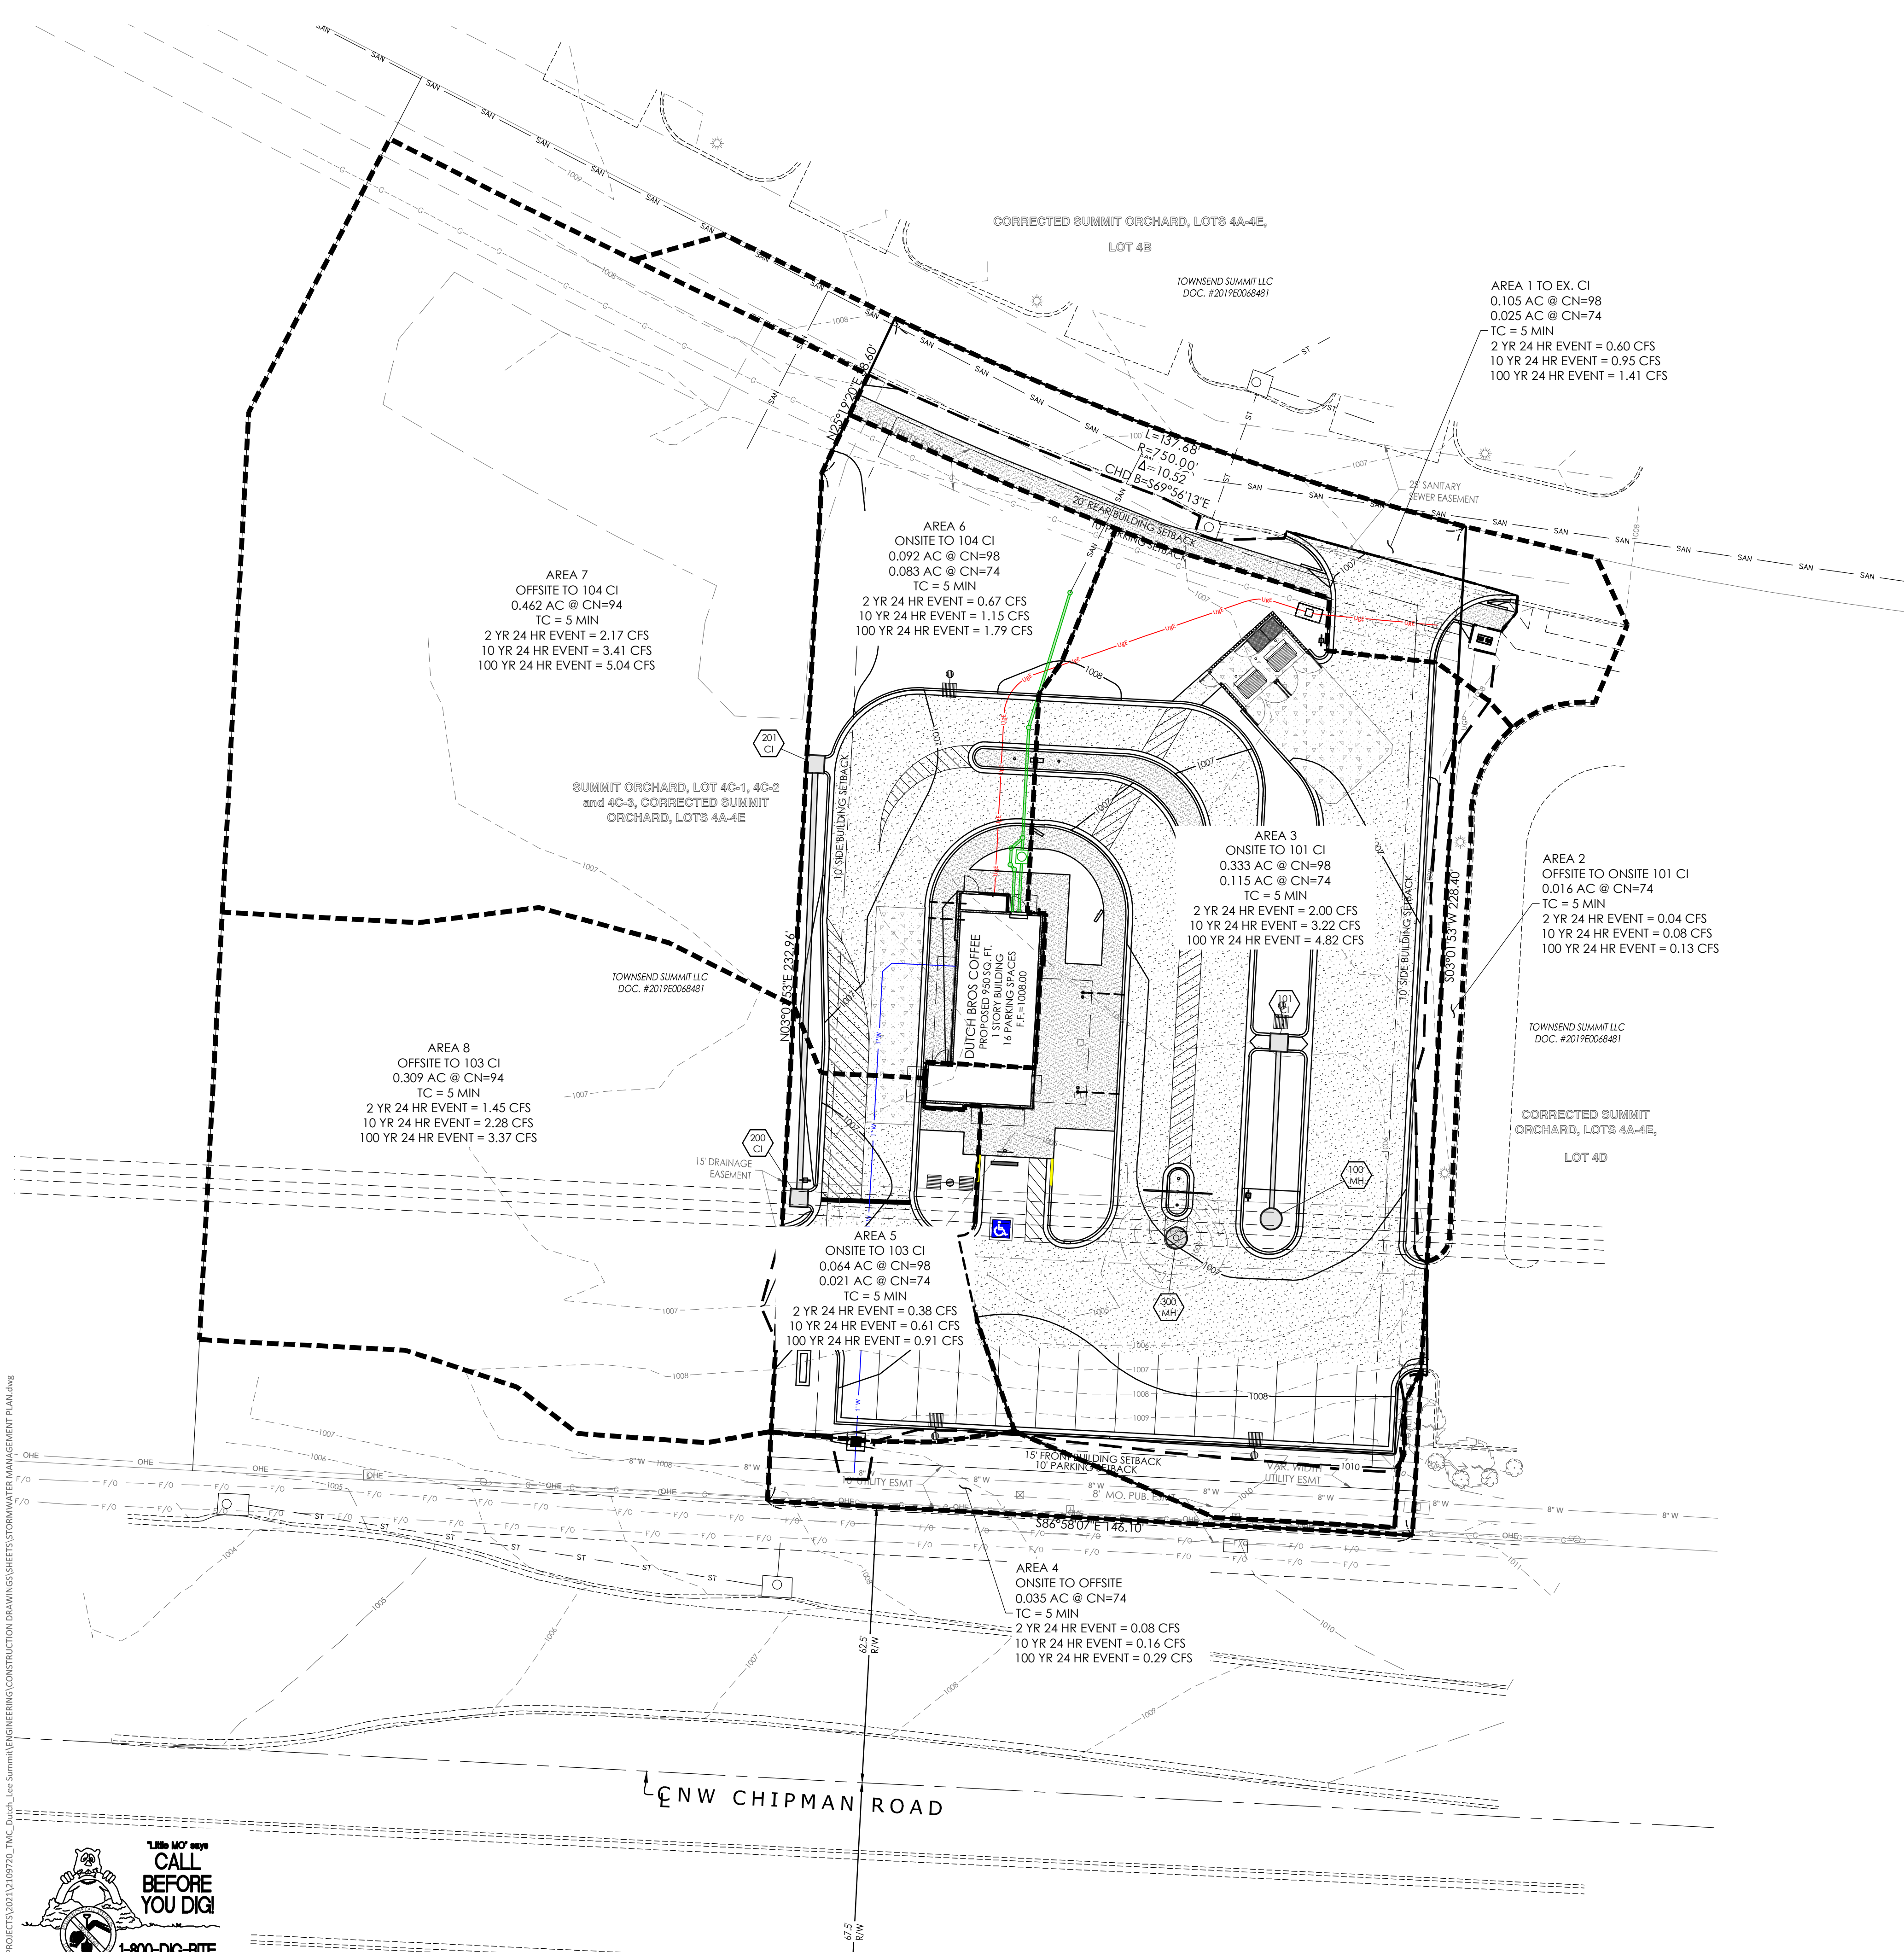 CORRECTED SUMMIT ORCHARD, LOTS 4A-4E,
LOT 4B
TOWNSEND SUMMIT LLC
DOC. #2019E0068481
AREA 1 TO EX. CI
0.105 AC @ CN=98
0.025 AC @ CN=74
TC = 5 MIN
2 YR 24 HR EVENT = 0.60 CFS
10 YR 24 HR EVENT = 0.95 CFS
100 YR 24 HR EVENT = 1.41 CFS
L=137.68'
R=750.00'
Δ=10.52
CHD B=S69°56'13"E
25' SANITARY
SEWER EASEMENT
20' REAR BUILDING SETBACK
10' PARKING SETBACK
AREA 6
ONSITE TO 104 CI
0.092 AC @ CN=98
0.083 AC @ CN=74
TC = 5 MIN
2 YR 24 HR EVENT = 0.67 CFS
10 YR 24 HR EVENT = 1.15 CFS
100 YR 24 HR EVENT = 1.79 CFS
AREA 7
OFFSITE TO 104 CI
0.462 AC @ CN=94
TC = 5 MIN
2 YR 24 HR EVENT = 2.17 CFS
10 YR 24 HR EVENT = 3.41 CFS
100 YR 24 HR EVENT = 5.04 CFS
201
CI
SUMMIT ORCHARD, LOT 4C-1, 4C-2
and 4C-3, CORRECTED SUMMIT
ORCHARD, LOTS 4A-4E
10' SIDE BUILDING SETBACK
AREA 3
ONSITE TO 101 CI
0.333 AC @ CN=98
0.115 AC @ CN=74
TC = 5 MIN
2 YR 24 HR EVENT = 2.00 CFS
10 YR 24 HR EVENT = 3.22 CFS
100 YR 24 HR EVENT = 4.82 CFS
AREA 2
OFFSITE TO ONSITE 101 CI
0.016 AC @ CN=74
TC = 5 MIN
2 YR 24 HR EVENT = 0.04 CFS
10 YR 24 HR EVENT = 0.08 CFS
100 YR 24 HR EVENT = 0.13 CFS
10' SIDE BUILDING SETBACK
S03°01'53"W 228.40'
N03°01'53"E 232.96'
DUTCH BROS COFFEE
PROPOSED 950 SQ. FT.
1 STORY BUILDING
16 PARKING SPACES
F.F.=1008.00
TOWNSEND SUMMIT LLC
DOC. #2019E0068481
101
CI
TOWNSEND SUMMIT LLC
DOC. #2019E0068481
AREA 8
OFFSITE TO 103 CI
0.309 AC @ CN=94
TC = 5 MIN
2 YR 24 HR EVENT = 1.45 CFS
10 YR 24 HR EVENT = 2.28 CFS
100 YR 24 HR EVENT = 3.37 CFS
CORRECTED SUMMIT
ORCHARD, LOTS 4A-4E,
LOT 4D
200
CI
15' DRAINAGE
EASEMENT
100
MH
AREA 5
ONSITE TO 103 CI
0.064 AC @ CN=98
0.021 AC @ CN=74
TC = 5 MIN
2 YR 24 HR EVENT = 0.38 CFS
10 YR 24 HR EVENT = 0.61 CFS
100 YR 24 HR EVENT = 0.91 CFS
300
MH
15' FRONT BUILDING SETBACK
10' PARKING SETBACK
VAR. WIDTH
UTILITY ESMT
UTILITY ESMT
8' MO. PUB. ESMT
S86°58'07"E 146.10'
AREA 4
ONSITE TO OFFSITE
0.035 AC @ CN=74
TC = 5 MIN
2 YR 24 HR EVENT = 0.08 CFS
10 YR 24 HR EVENT = 0.16 CFS
100 YR 24 HR EVENT = 0.29 CFS
62.5'
R/W
NW CHIPMAN ROAD
67.5'
R/W
"Little MO" says
CALL
BEFORE
YOU DIG!
1-800-DIG-RITE
PROJECTS\2021\2109720_TMC_Dutch_Lee Summit\ENGINEERING\CONSTRUCTION DRAWINGS\SHEETS\STORMWATER MANAGEMENT PLAN.dwg